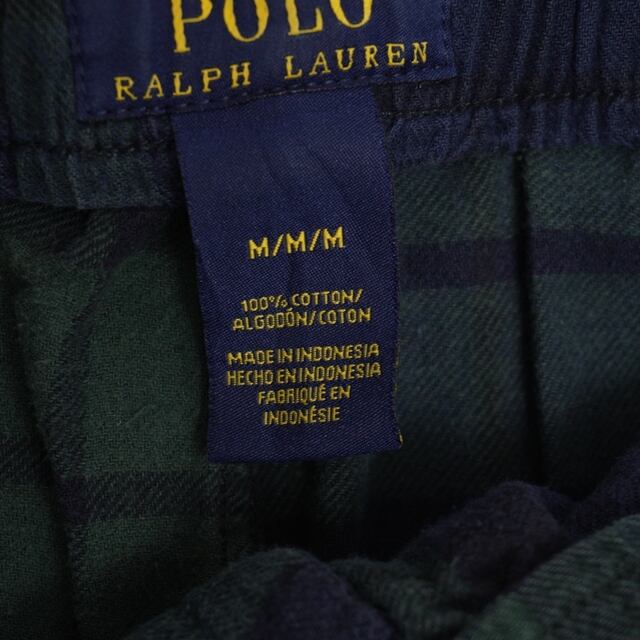 POLO
RALPH LAUREN
M/M/M
100% COTTON/
ALGODÓN/COTON
MADE IN INDONESIA
HECHO EN INDONESIA
FABRIQUÉ EN
INDONÉSIE